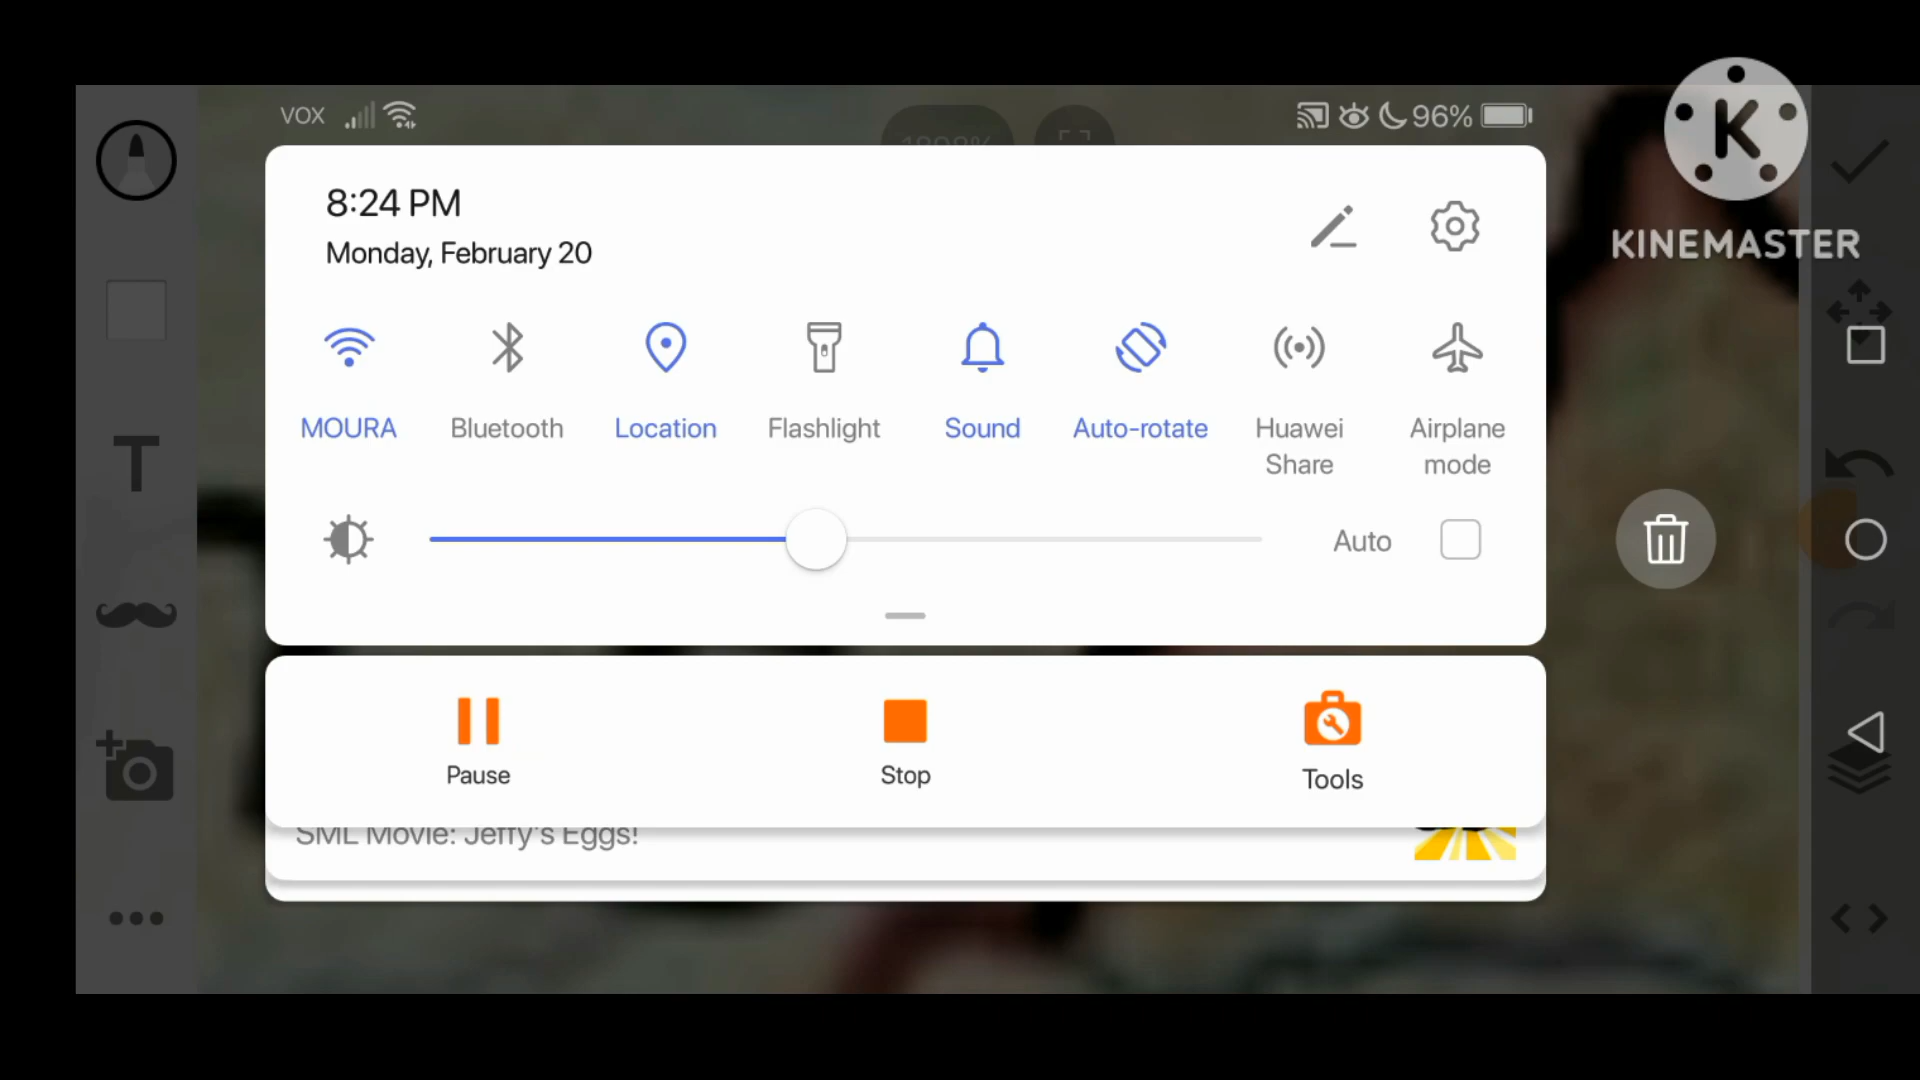 VOX
96%
K
KINEMASTER
8:24 PM
Monday, February 20
MOURA
Bluetooth
Location
Flashlight
Sound
Auto-rotate
Huawei
Share
Airplane
mode
Auto
Pause
Stop
Tools
SML Movie: Jeffy's Eggs!
T